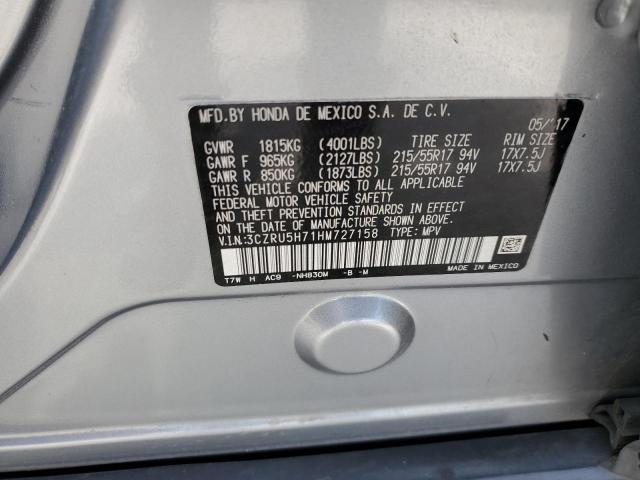 MFD.BY HONDA DE MEXICO S.A. DE C.V.
05/'17
GVWR 1815KG (4001LBS) TIRE SIZE RIM SIZE
GAWR F 965KG (2127LBS) 215/55R17 94V 17X7.5J
GAWR R 850KG (1873LBS) 215/55R17 94V 17X7.5J
THIS VEHICLE CONFORMS TO ALL APPLICABLE
FEDERAL MOTOR VEHICLE SAFETY
AND THEFT PREVENTION STANDARDS IN EFFECT
ON THE DATE OF MANUFACTURE SHOWN ABOVE.
V.I.N:3CZRU5H71HM727158 TYPE: MPV
T7W H AC9 -NH830M -B -M MADE IN MEXICO